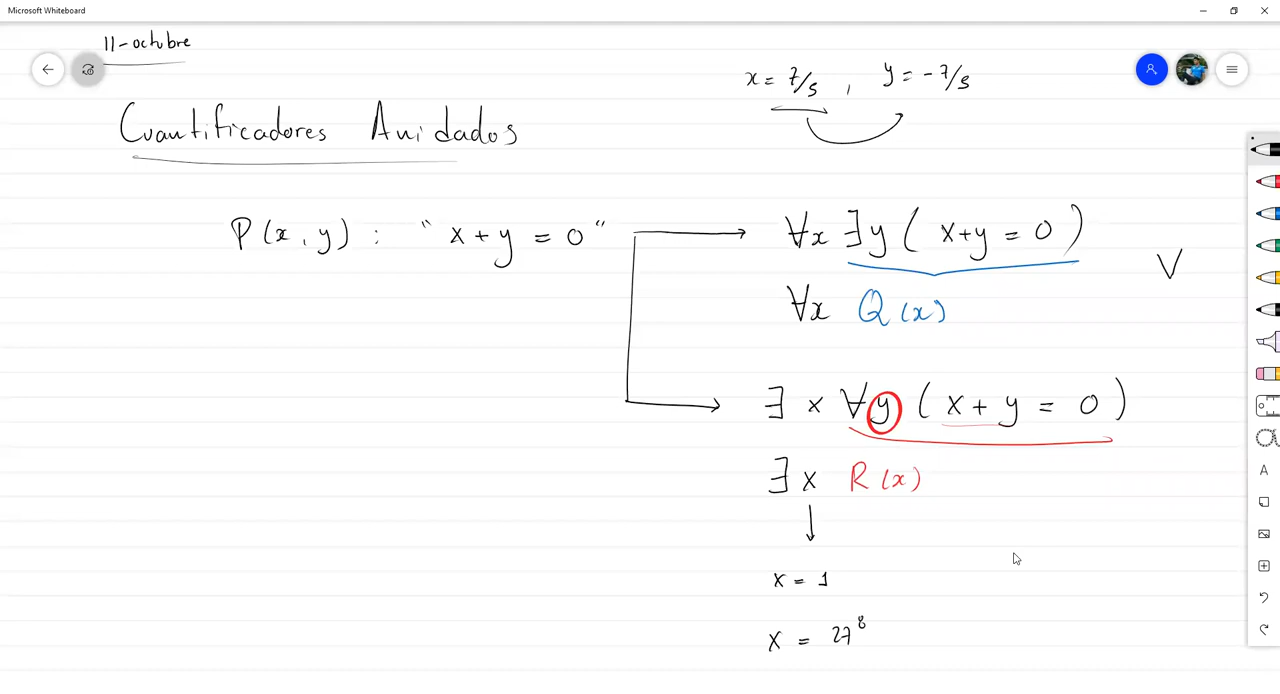 Microsoft Whiteboard
11-octubre
x = 7/5 , y = -7/5
Cuantificadores Anidados
P(x,y) : "x+y = 0"
∀x ∃y ( x+y = 0 )
V
∀x Q(x)
∃x ∀y ( x+y = 0 )
∃x R(x)
x = 1
x = 27⁸